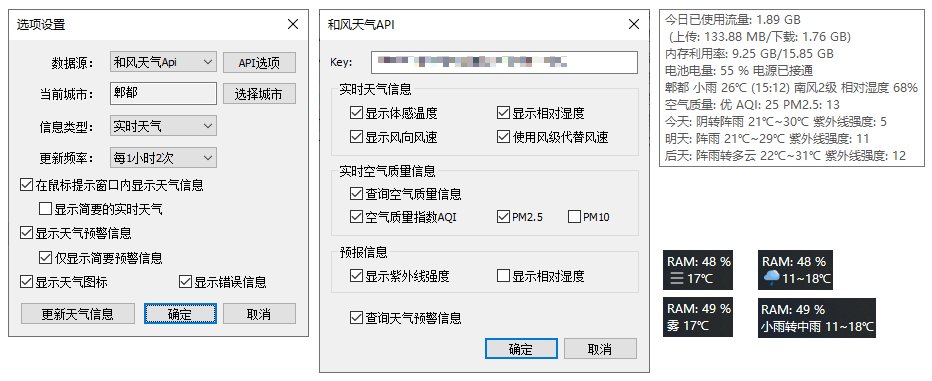 选项设置
数据源:
和风天气Api
API选项
当前城市:
郫都
选择城市
信息类型:
实时天气
更新频率:
每1小时2次
在鼠标提示窗口内显示天气信息
显示简要的实时天气
显示天气预警信息
仅显示简要预警信息
显示天气图标
显示错误信息
更新天气信息
确定
取消
和风天气API
Key:
实时天气信息
显示体感温度
显示相对湿度
显示风向风速
使用风级代替风速
实时空气质量信息
查询空气质量信息
空气质量指数AQI
PM2.5
PM10
预报信息
显示紫外线强度
显示相对湿度
查询天气预警信息
确定
取消
今日已使用流量: 1.89 GB
(上传: 133.88 MB/下载: 1.76 GB)
内存利用率: 9.25 GB/15.85 GB
电池电量: 55 % 电源已接通
郫都 小雨 26℃ (15:12) 南风2级 相对湿度 68%
空气质量: 优 AQI: 25 PM2.5: 13
今天: 阴转阵雨 21℃~30℃ 紫外线强度: 5
明天: 阵雨 21℃~29℃ 紫外线强度: 11
后天: 阵雨转多云 22℃~31℃ 紫外线强度: 12
RAM: 48 %
17℃
RAM: 48 %
11~18℃
RAM: 49 %
雾 17℃
RAM: 49 %
小雨转中雨 11~18℃